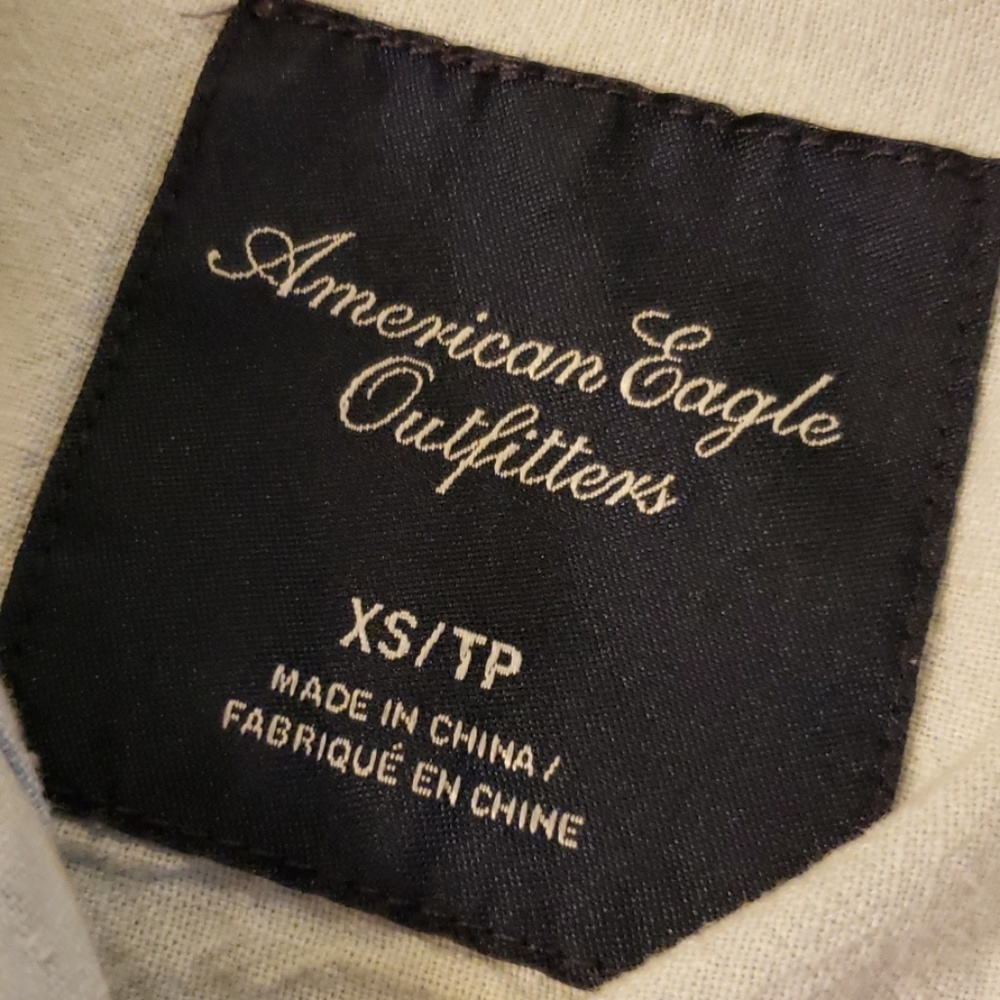 American Eagle
Outfitters
XS/TP
MADE IN CHINA/
FABRIQUÉ EN CHINE